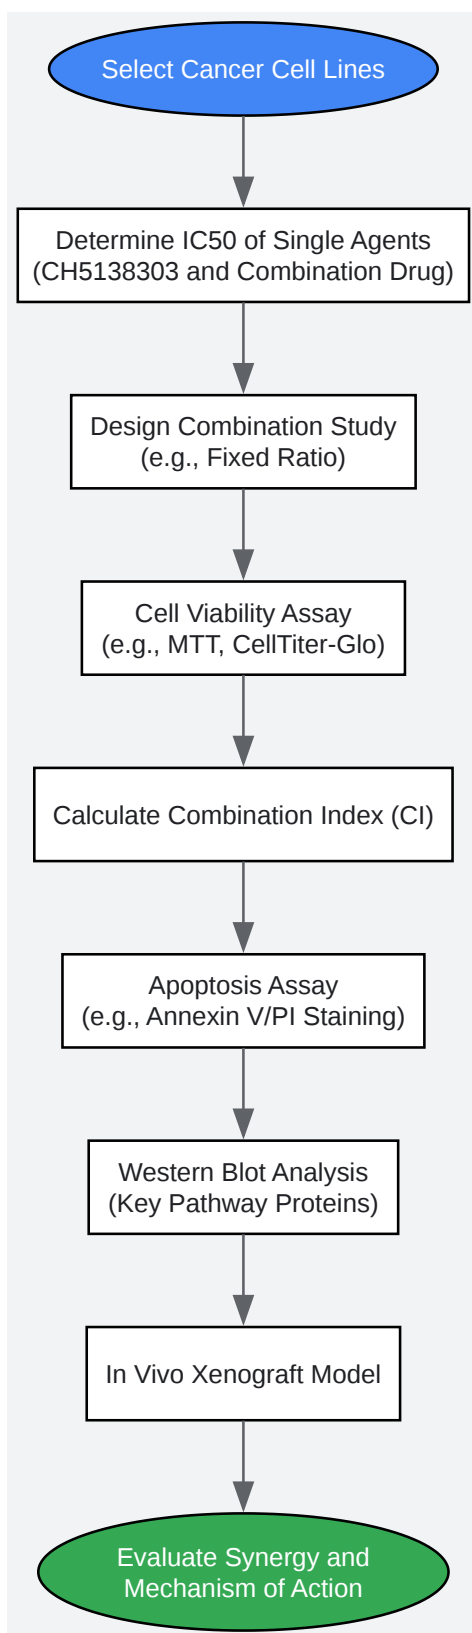 Select Cancer Cell Lines
Determine IC50 of Single Agents
(CH5138303 and Combination Drug)
Design Combination Study
(e.g., Fixed Ratio)
Cell Viability Assay
(e.g., MTT, CellTiter-Glo)
Calculate Combination Index (CI)
Apoptosis Assay
(e.g., Annexin V/PI Staining)
Western Blot Analysis
(Key Pathway Proteins)
In Vivo Xenograft Model
Evaluate Synergy and
Mechanism of Action